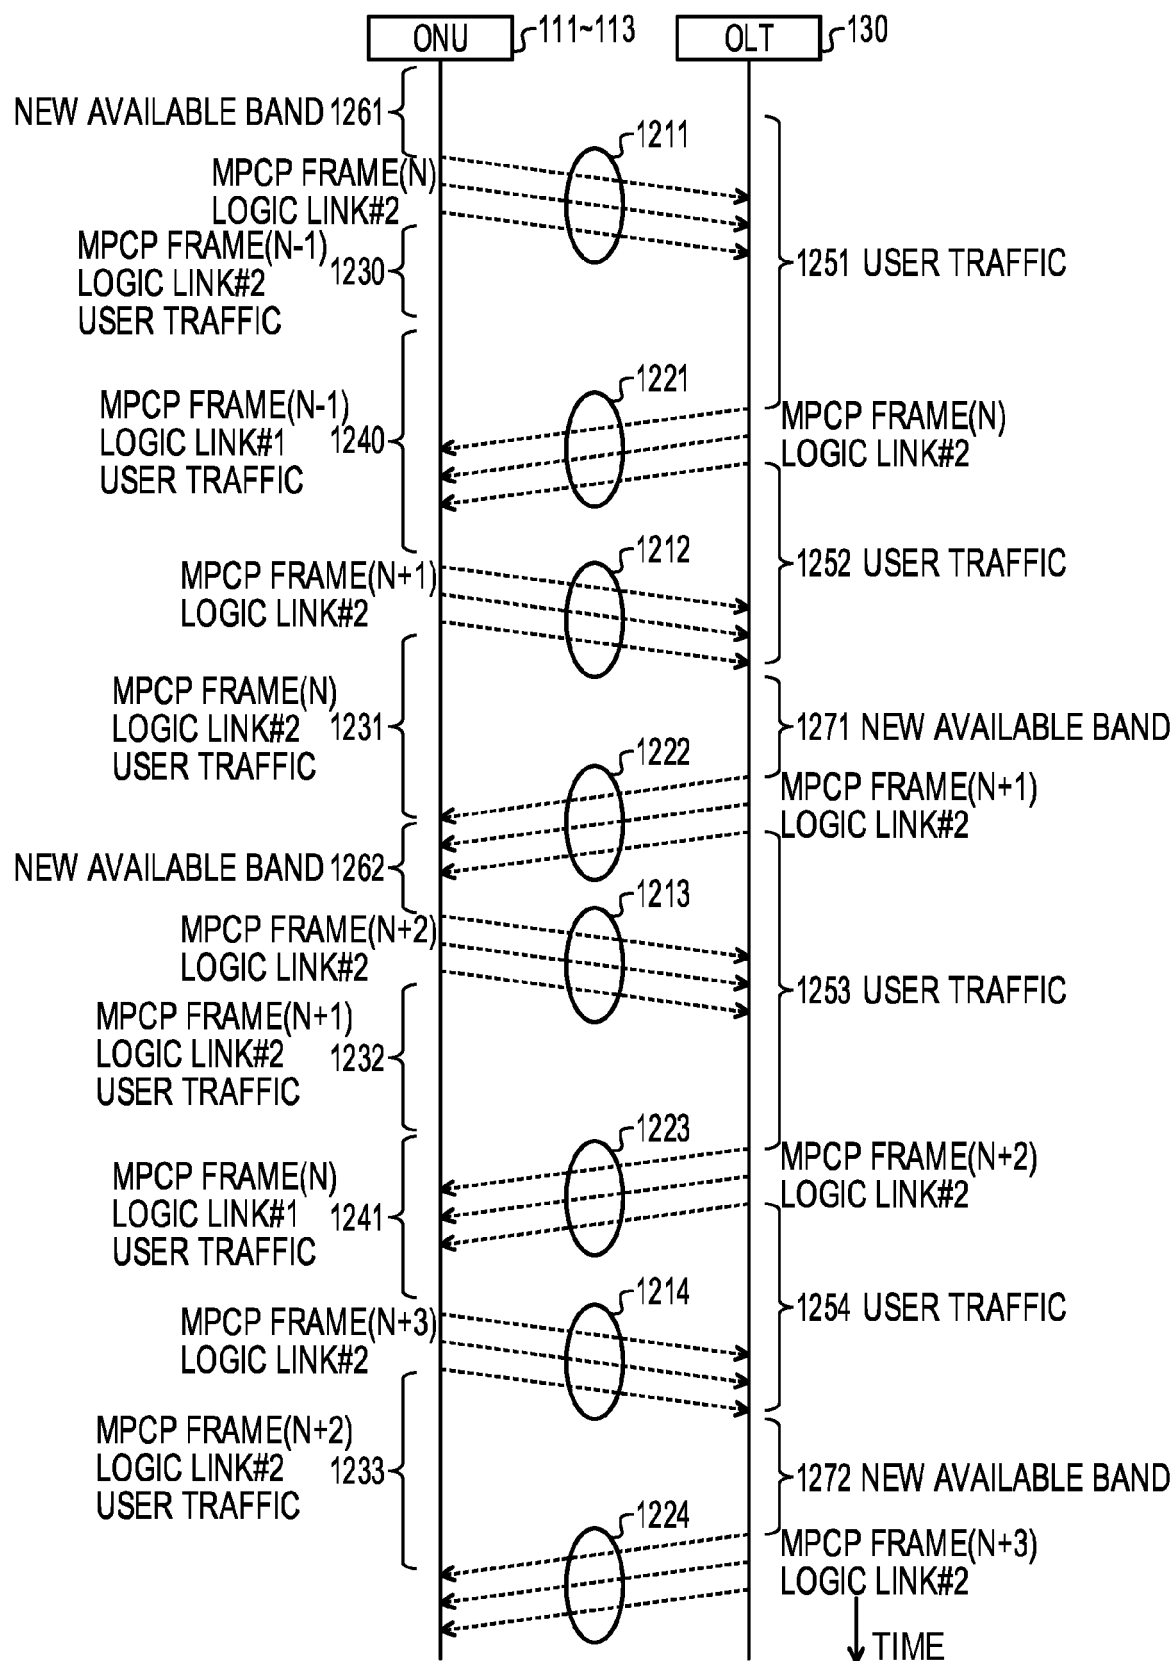 ONU 111~113 OLT 130
NEW AVAILABLE BAND 1261
1211
MPCP FRAME(N)
LOGIC LINK#2
MPCP FRAME(N-1)
LOGIC LINK#2 1230
USER TRAFFIC
1251 USER TRAFFIC
1221
MPCP FRAME(N-1)
LOGIC LINK#1 1240
USER TRAFFIC
MPCP FRAME(N)
LOGIC LINK#2
1212
1252 USER TRAFFIC
MPCP FRAME(N+1)
LOGIC LINK#2
MPCP FRAME(N)
LOGIC LINK#2 1231
USER TRAFFIC
1271 NEW AVAILABLE BAND
1222
MPCP FRAME(N+1)
LOGIC LINK#2
NEW AVAILABLE BAND 1262
1213
MPCP FRAME(N+2)
LOGIC LINK#2
1253 USER TRAFFIC
MPCP FRAME(N+1)
LOGIC LINK#2 1232
USER TRAFFIC
1223
MPCP FRAME(N+2)
LOGIC LINK#2
MPCP FRAME(N)
LOGIC LINK#1 1241
USER TRAFFIC
1214
1254 USER TRAFFIC
MPCP FRAME(N+3)
LOGIC LINK#2
MPCP FRAME(N+2)
LOGIC LINK#2 1233
USER TRAFFIC
1272 NEW AVAILABLE BAND
1224
MPCP FRAME(N+3)
LOGIC LINK#2
TIME